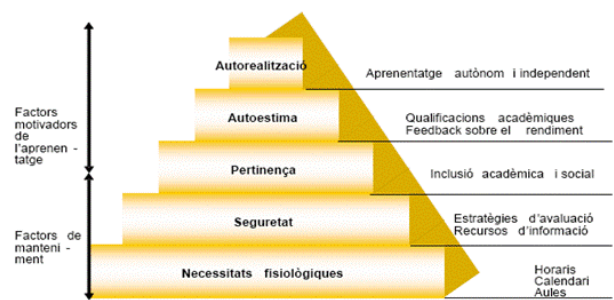 Autorealització
Aprenentatge autònom i independent
Factors
motivadors
de
l'aprenen -
tatge
Autoestima
Qualificacions acadèmiques
Feedback sobre el rendiment
Pertinença
Inclusió acadèmica i social
Factors de
manteni -
ment
Seguretat
Estratègies d'avaluació
Recursos d'informació
Necessitats fisiològiques
Horaris
Calendari
Aules